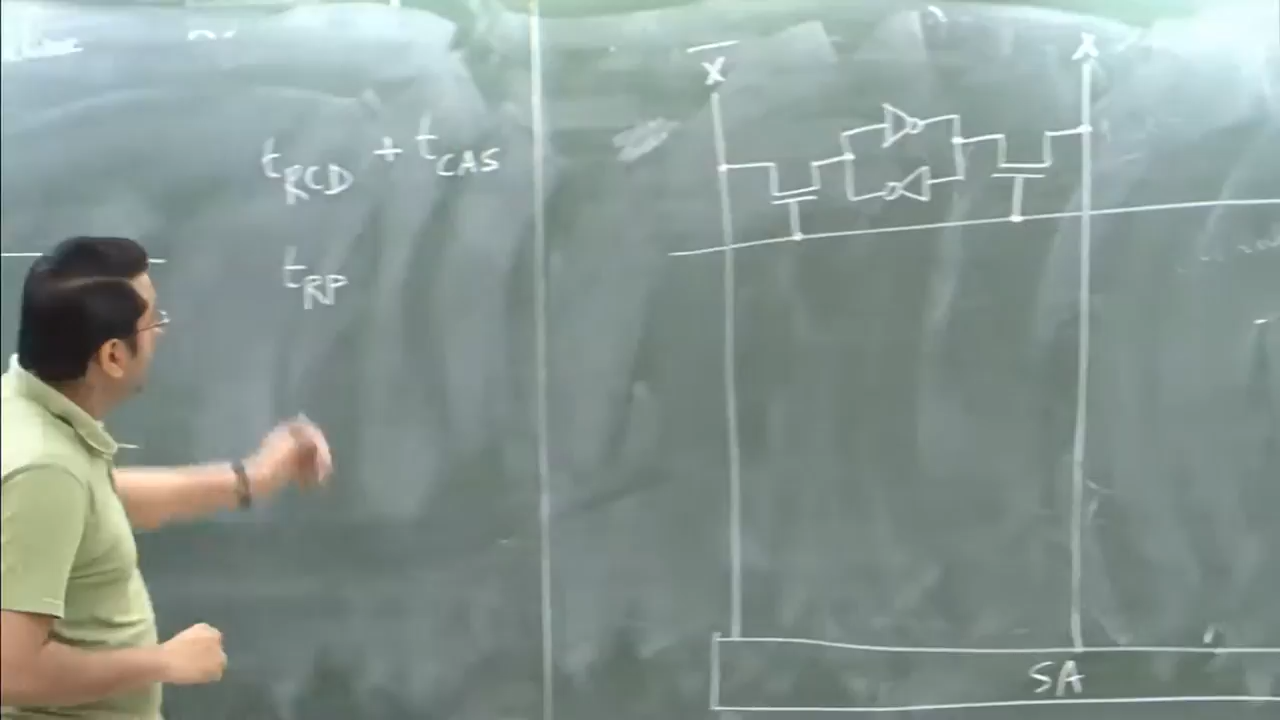 t_RCD + t_CAS
t_RP
X̅ X
SA